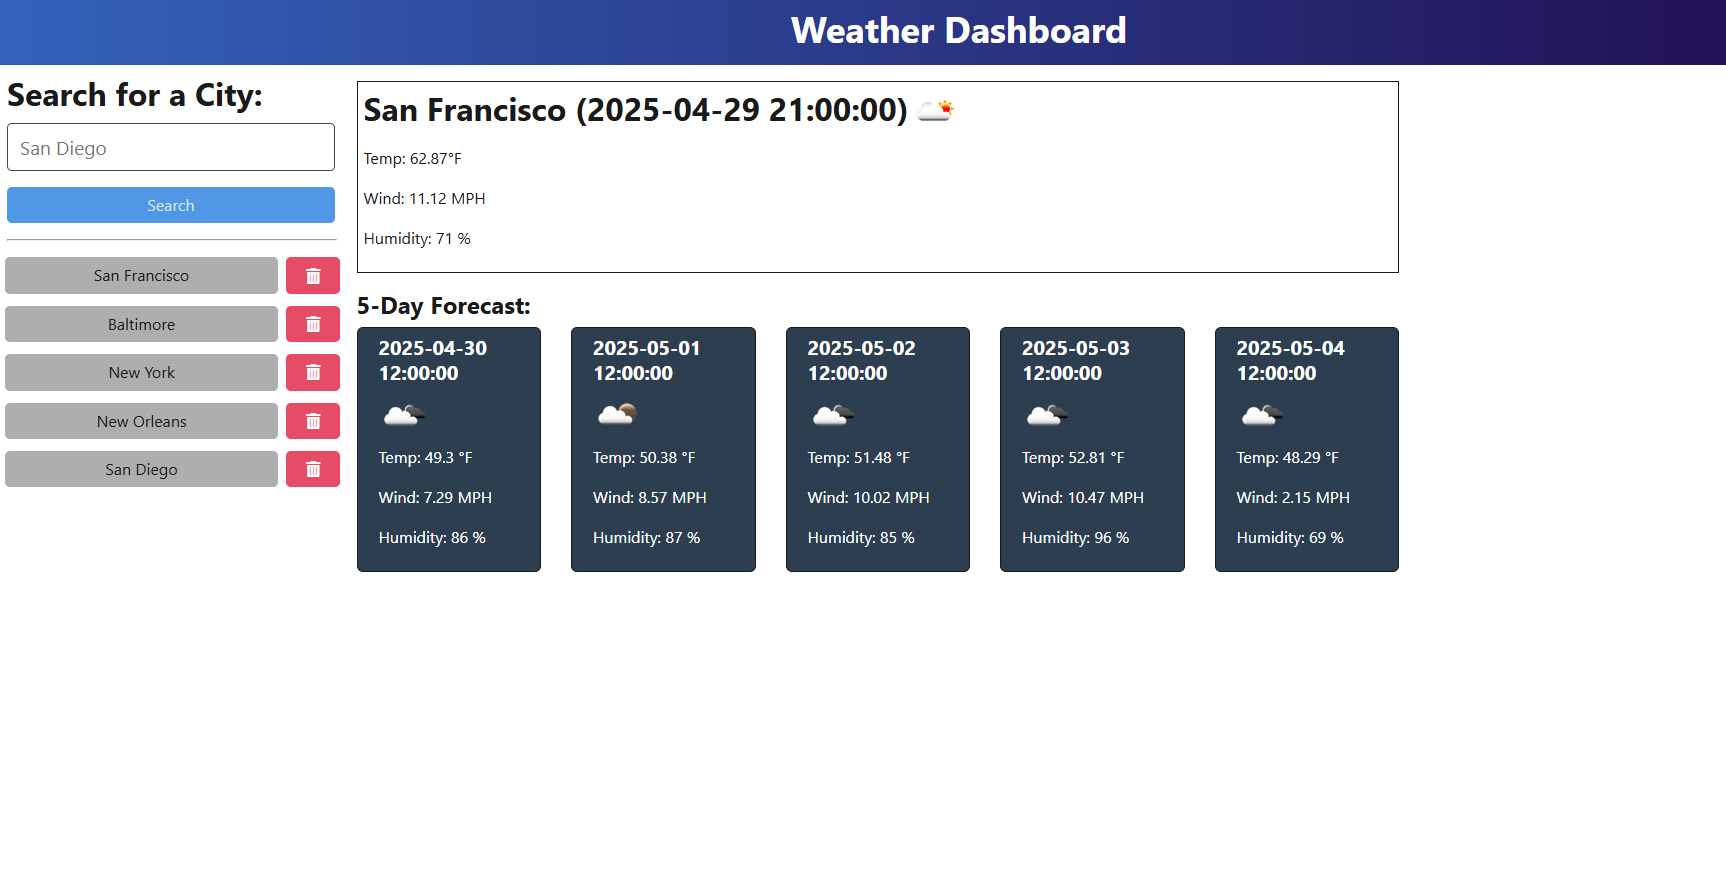 Weather Dashboard
Search for a City:
San Diego
Search
San Francisco
Baltimore
New York
New Orleans
San Diego
San Francisco (2025-04-29 21:00:00)
Temp: 62.87°F
Wind: 11.12 MPH
Humidity: 71 %
5-Day Forecast:
2025-04-30
12:00:00
Temp: 49.3 °F
Wind: 7.29 MPH
Humidity: 86 %
2025-05-01
12:00:00
Temp: 50.38 °F
Wind: 8.57 MPH
Humidity: 87 %
2025-05-02
12:00:00
Temp: 51.48 °F
Wind: 10.02 MPH
Humidity: 85 %
2025-05-03
12:00:00
Temp: 52.81 °F
Wind: 10.47 MPH
Humidity: 96 %
2025-05-04
12:00:00
Temp: 48.29 °F
Wind: 2.15 MPH
Humidity: 69 %